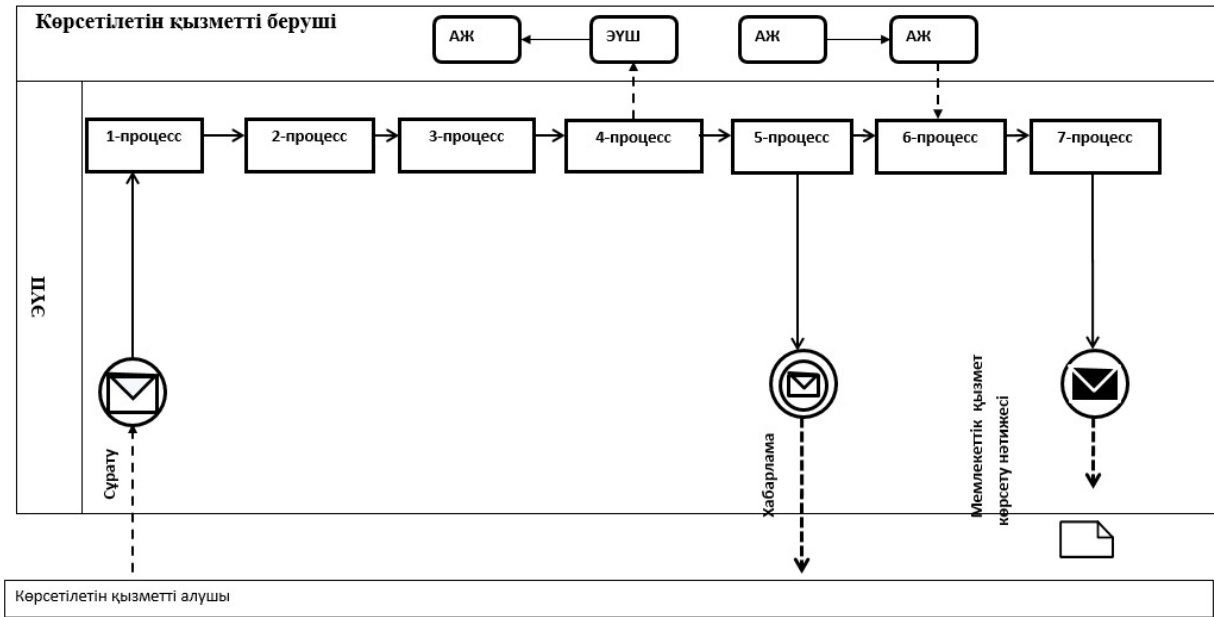 Көрсетілетін қызметті беруші
АЖ
ЭҮШ
АЖ
АЖ
ЭҮП
1-процесс
2-процесс
3-процесс
4-процесс
5-процесс
6-процесс
7-процесс
Сұрату
Хабарлама
Мемлекеттік қызмет
көрсету нәтижесі
Көрсетілетін қызметті алушы